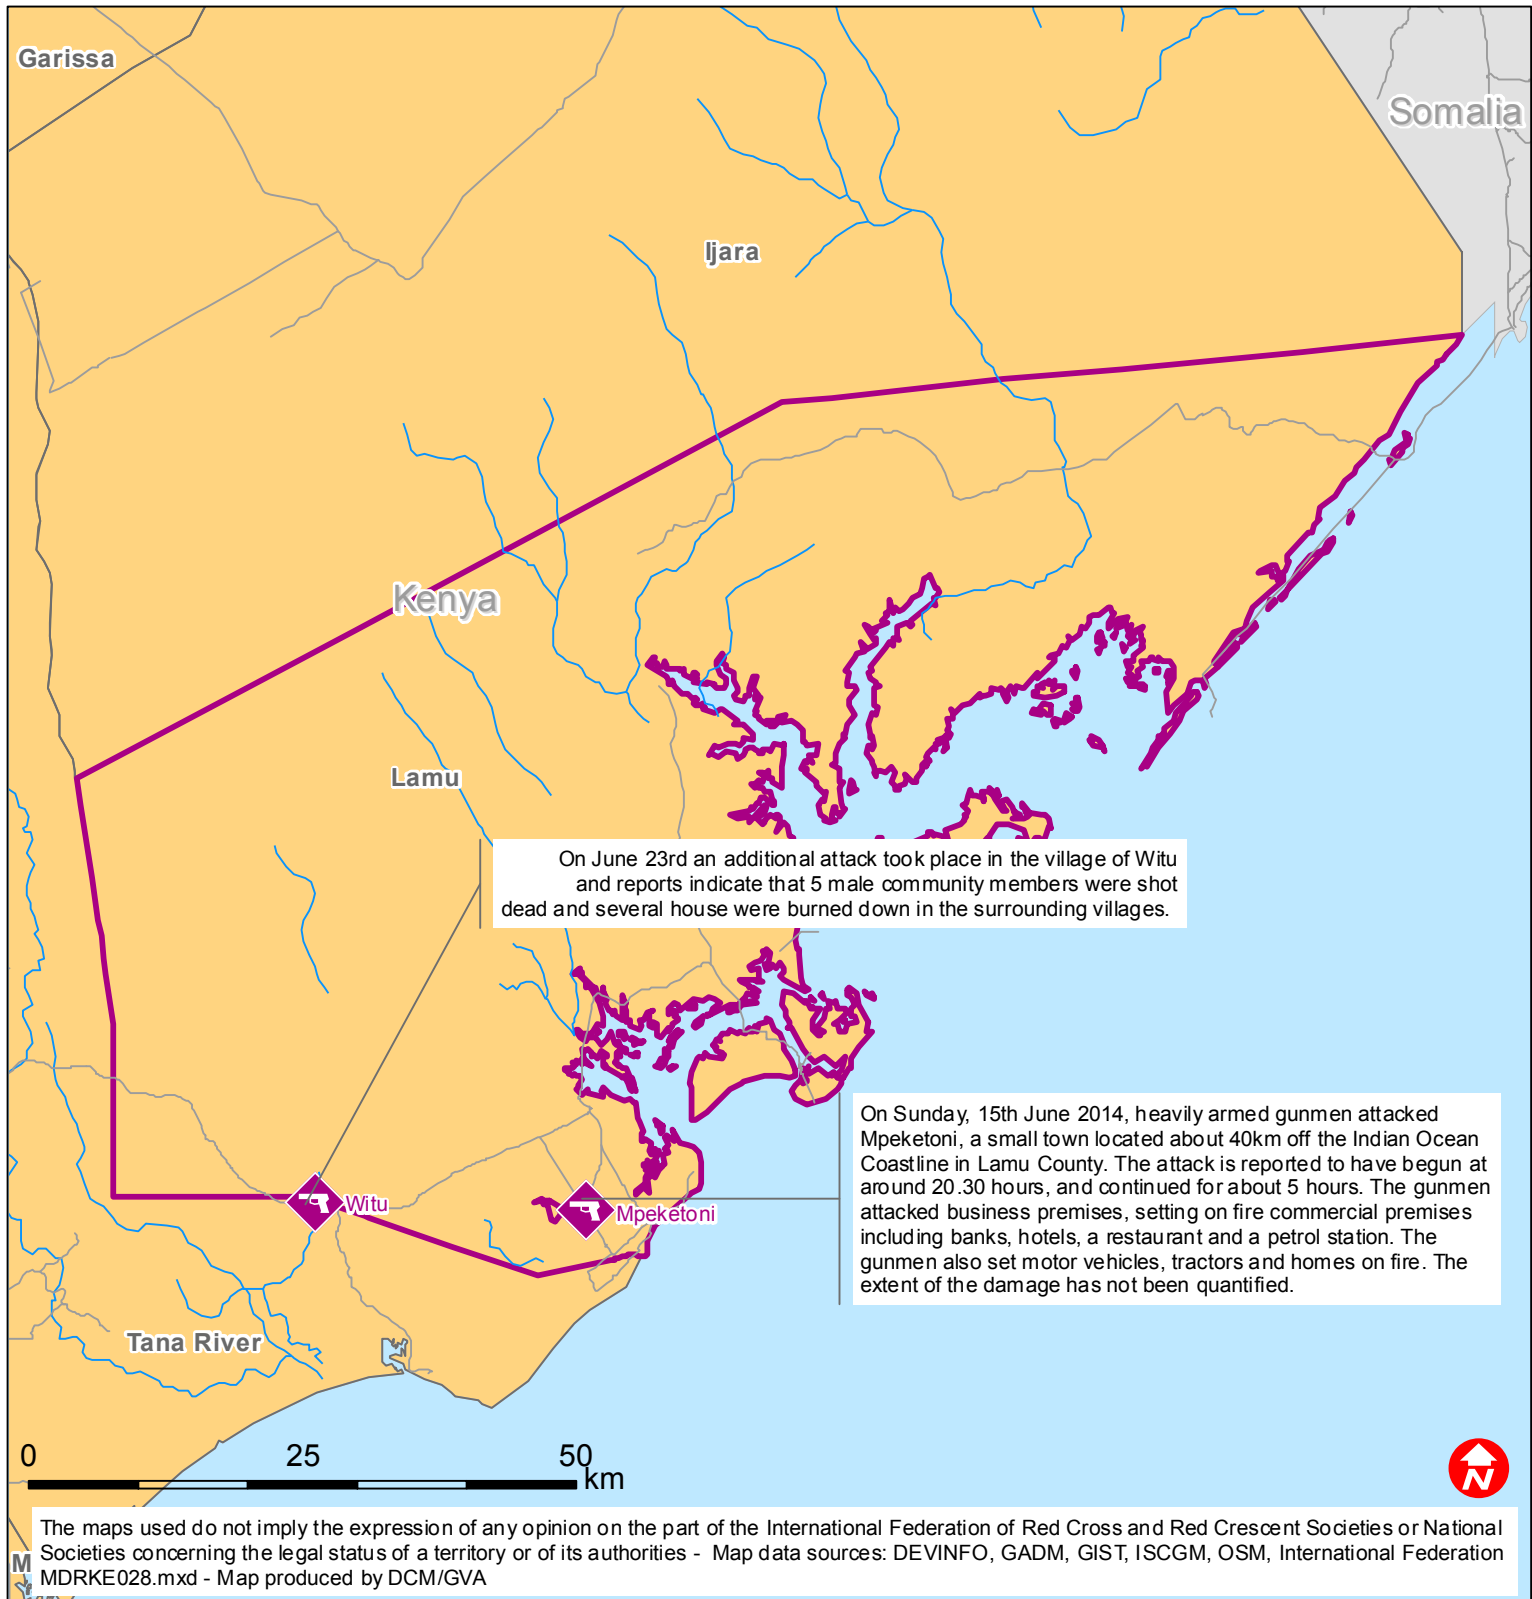 Garissa
Somalia
Ijara
Kenya
Lamu
On June 23rd an additional attack took place in the village of Witu
and reports indicate that 5 male community members were shot
dead and several house were burned down in the surrounding villages.
On Sunday, 15th June 2014, heavily armed gunmen attacked
Mpeketoni, a small town located about 40km off the Indian Ocean
Coastline in Lamu County. The attack is reported to have begun at
around 20.30 hours, and continued for about 5 hours. The gunmen
attacked business premises, setting on fire commercial premises
including banks, hotels, a restaurant and a petrol station. The
gunmen also set motor vehicles, tractors and homes on fire. The
extent of the damage has not been quantified.
Witu
Mpeketoni
Tana River
0 25 50
km
N
The maps used do not imply the expression of any opinion on the part of the International Federation of Red Cross and Red Crescent Societies or National
Societies concerning the legal status of a territory or of its authorities - Map data sources: DEVINFO, GADM, GIST, ISCGM, OSM, International Federation
MDRKE028.mxd - Map produced by DCM/GVA